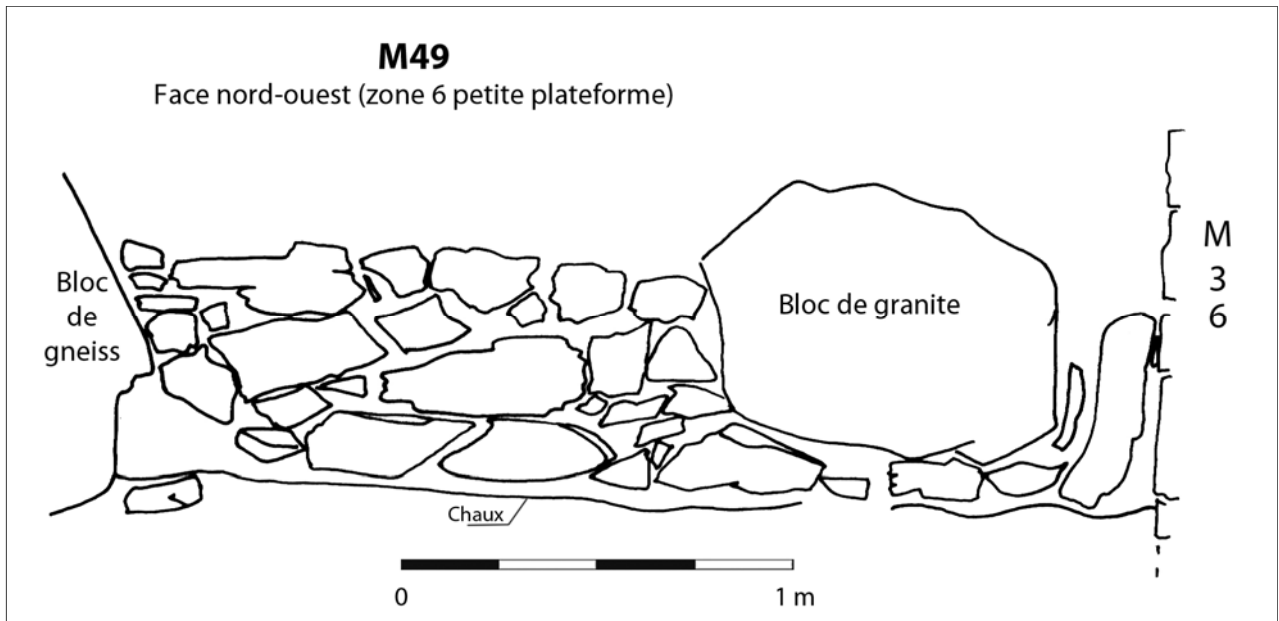 M49
Face nord-ouest (zone 6 petite plateforme)
Bloc
de
gneiss
Bloc de granite
M
3
6
Chaux
0
1 m